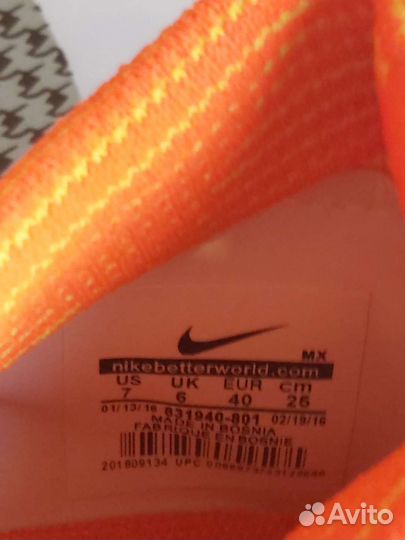 MX
nikebetterworld.com
US UK EUR cm
7 6 40 25
01/13/16 831940-801 02/19/16
MADE IN BOSNIA
FABRIQUE EN BOSNIE
201809134 UPC
Avito